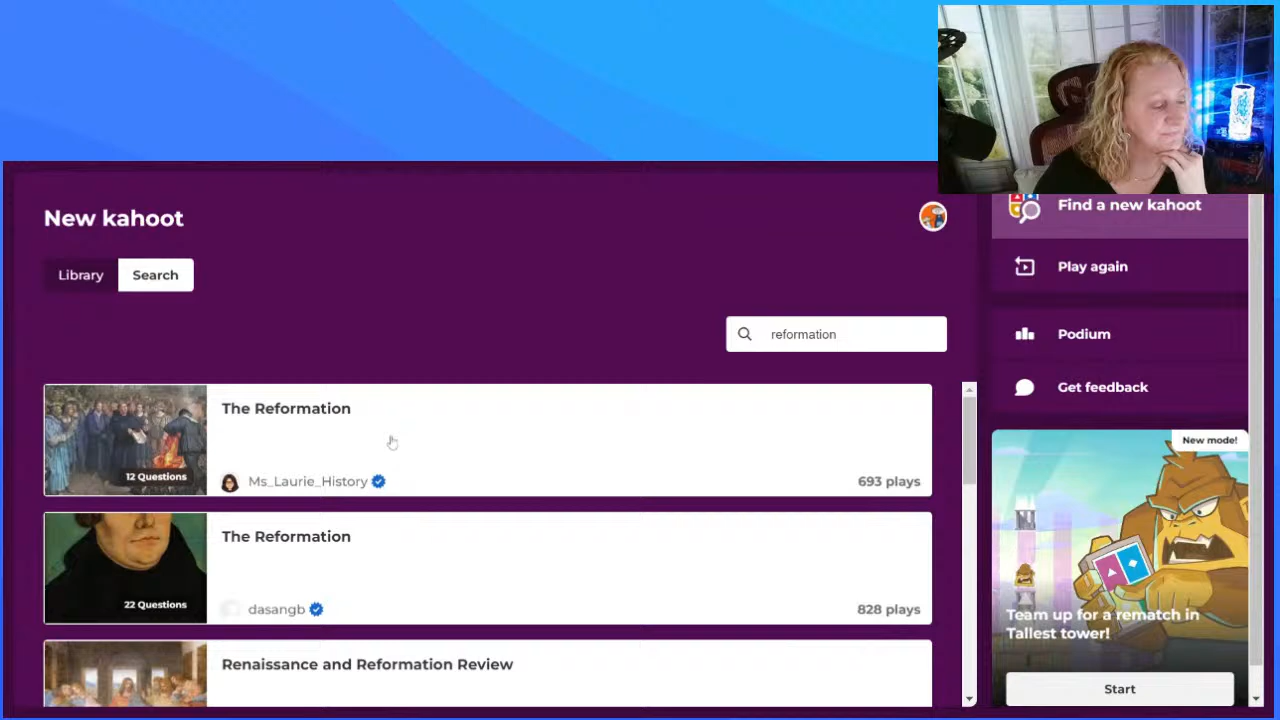 New kahoot
Library
Search
reformation
The Reformation
12 Questions
Ms_Laurie_History
693 plays
The Reformation
22 Questions
dasangb
828 plays
Renaissance and Reformation Review
Find a new kahoot
Play again
Podium
Get feedback
New mode!
Team up for a rematch in
Tallest tower!
Start